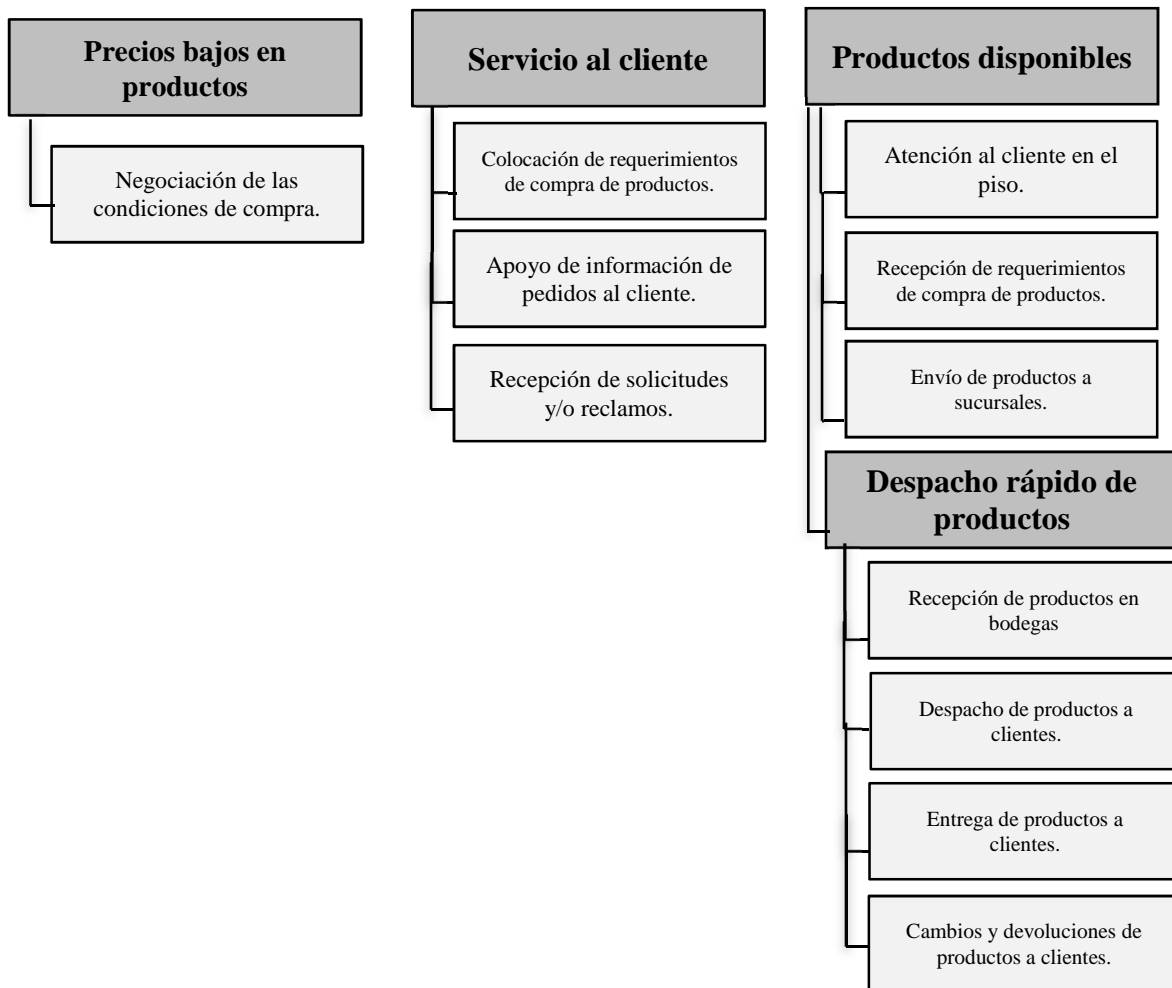 Precios bajos en
productos
Negociación de las
condiciones de compra.
Servicio al cliente
Colocación de requerimientos
de compra de productos.
Apoyo de información de
pedidos al cliente.
Recepción de solicitudes
y/o reclamos.
Productos disponibles
Atención al cliente en el
piso.
Recepción de requerimientos
de compra de productos.
Envío de productos a
sucursales.
Despacho rápido de
productos
Recepción de productos en
bodegas
Despacho de productos a
clientes.
Entrega de productos a
clientes.
Cambios y devoluciones de
productos a clientes.